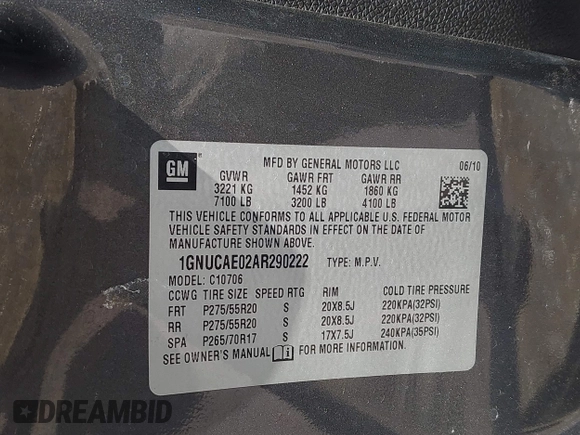 GM
MFD BY GENERAL MOTORS LLC 06/10
GVWR GAWR FRT GAWR RR
3221 KG 1452 KG 1860 KG
7100 LB 3200 LB 4100 LB
THIS VEHICLE CONFORMS TO ALL APPLICABLE U.S. FEDERAL MOTOR
VEHICLE SAFETY STANDARDS IN EFFECT ON THE DATE OF
MANUFACTURE SHOWN ABOVE.
1GNUCAE02AR290222 TYPE: M.P.V.
MODEL: C10706
CCWG TIRE SIZE SPEED RTG RIM COLD TIRE PRESSURE
FRT P275/55R20 S 20X8.5J 220KPA(32PSI)
RR P275/55R20 S 20X8.5J 220KPA(32PSI)
SPA P265/70R17 S 17X7.5J 240KPA(35PSI)
SEE OWNER'S MANUAL FOR MORE INFORMATION.
DREAMBID